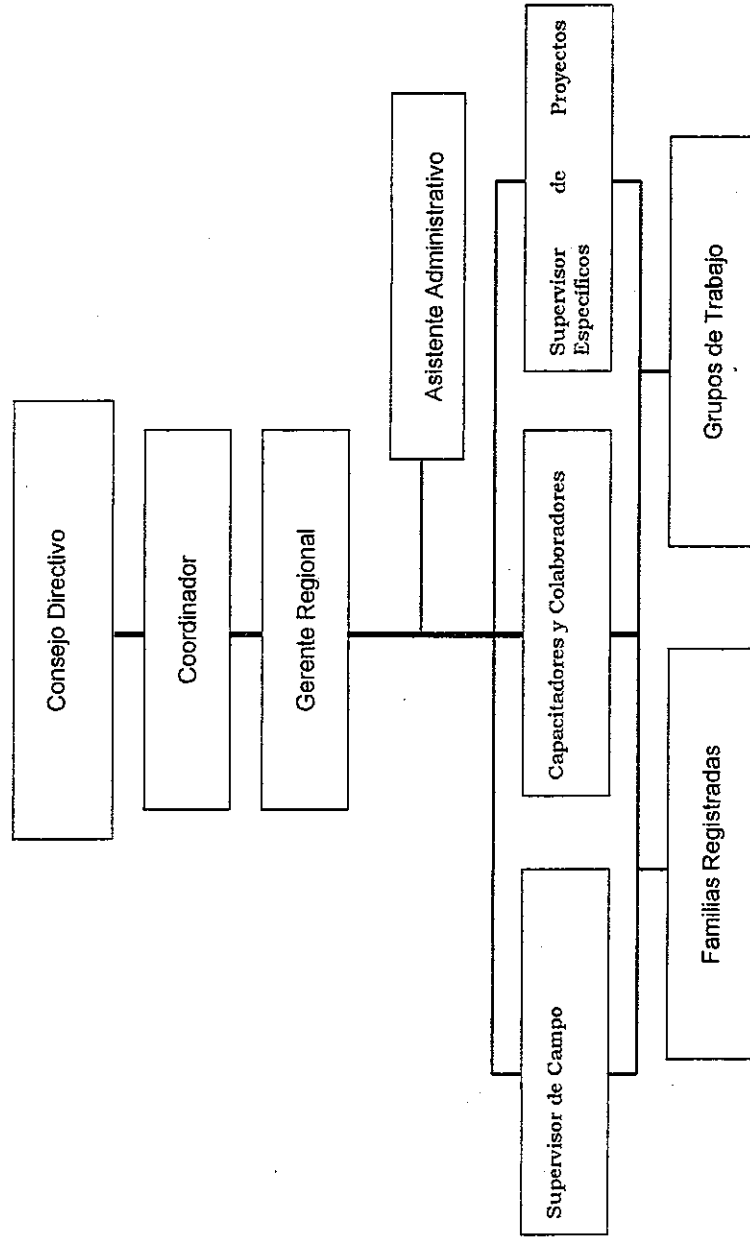 Consejo Directivo
Coordinador
Gerente Regional
Asistente Administrativo
Supervisor de Campo
Capacitadores y Colaboradores
Supervisor de Proyectos
Especificos
Familias Registradas
Grupos de Trabajo